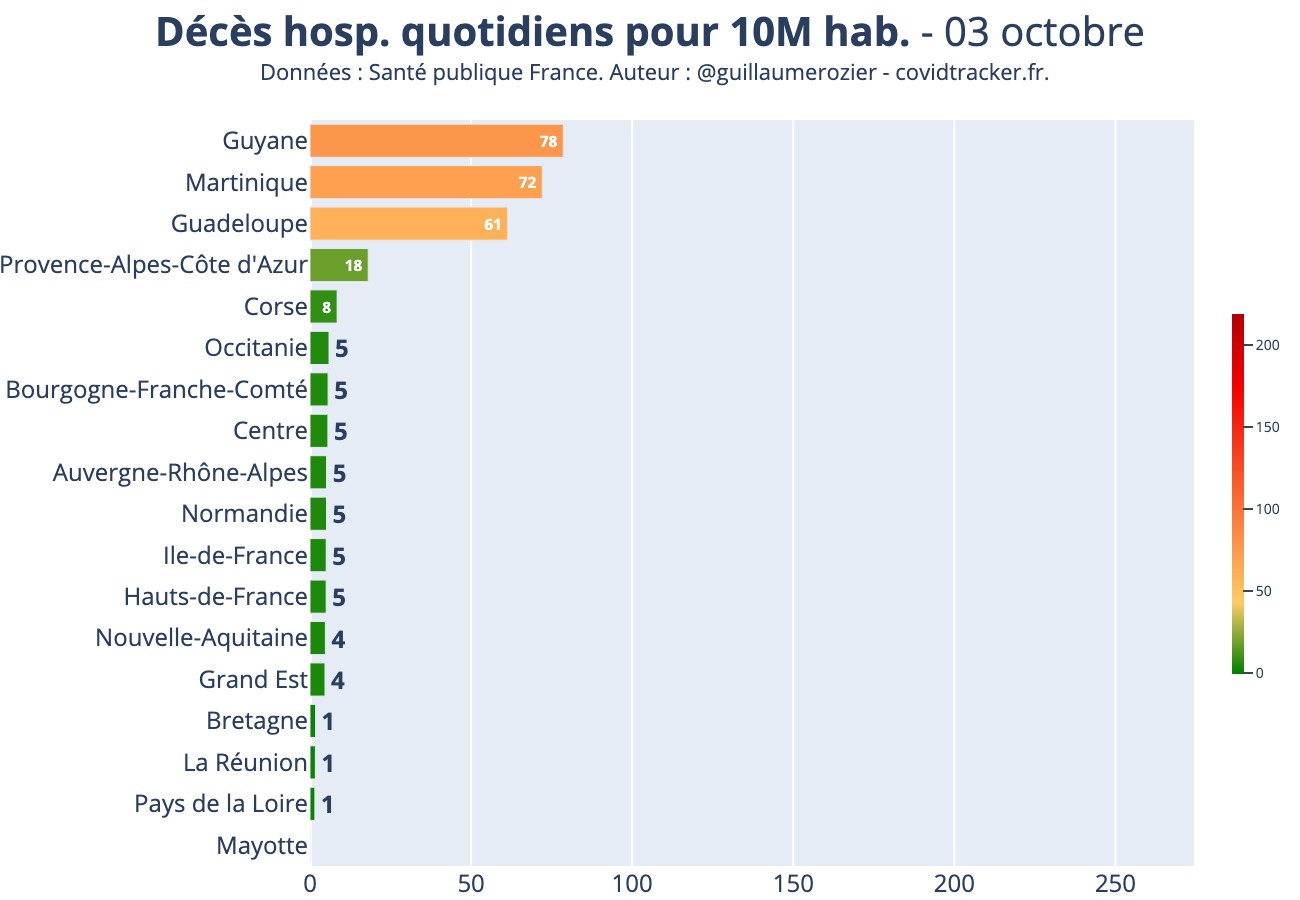 Décès hosp. quotidiens pour 10M hab. - 03 octobre
Données : Santé publique France. Auteur : @guillaumerozier - covidtracker.fr.
Guyane 78
Martinique 72
Guadeloupe 61
Provence-Alpes-Côte d'Azur 18
Corse 8
Occitanie 5
Bourgogne-Franche-Comté 5
Centre 5
Auvergne-Rhône-Alpes 5
Normandie 5
Ile-de-France 5
Hauts-de-France 5
Nouvelle-Aquitaine 4
Grand Est 4
Bretagne 1
La Réunion 1
Pays de la Loire 1
Mayotte
0 50 100 150 200 250
200
150
100
50
0